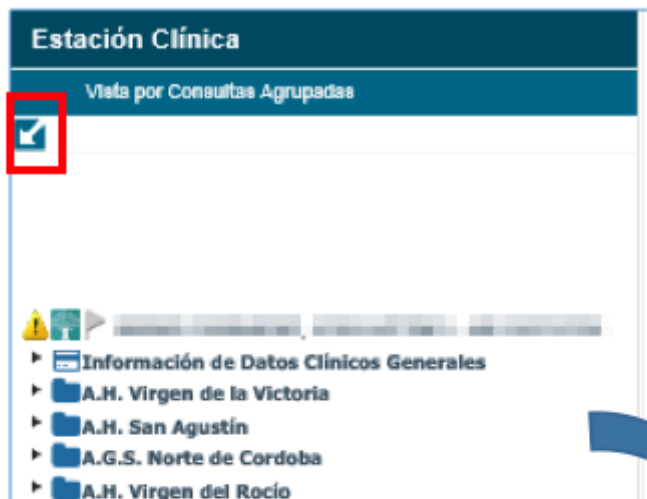 Estación Clínica
Vista por Consultas Agrupadas
Información de Datos Clínicos Generales
A.H. Virgen de la Victoria
A.H. San Agustín
A.G.S. Norte de Cordoba
A.H. Virgen del Rocío